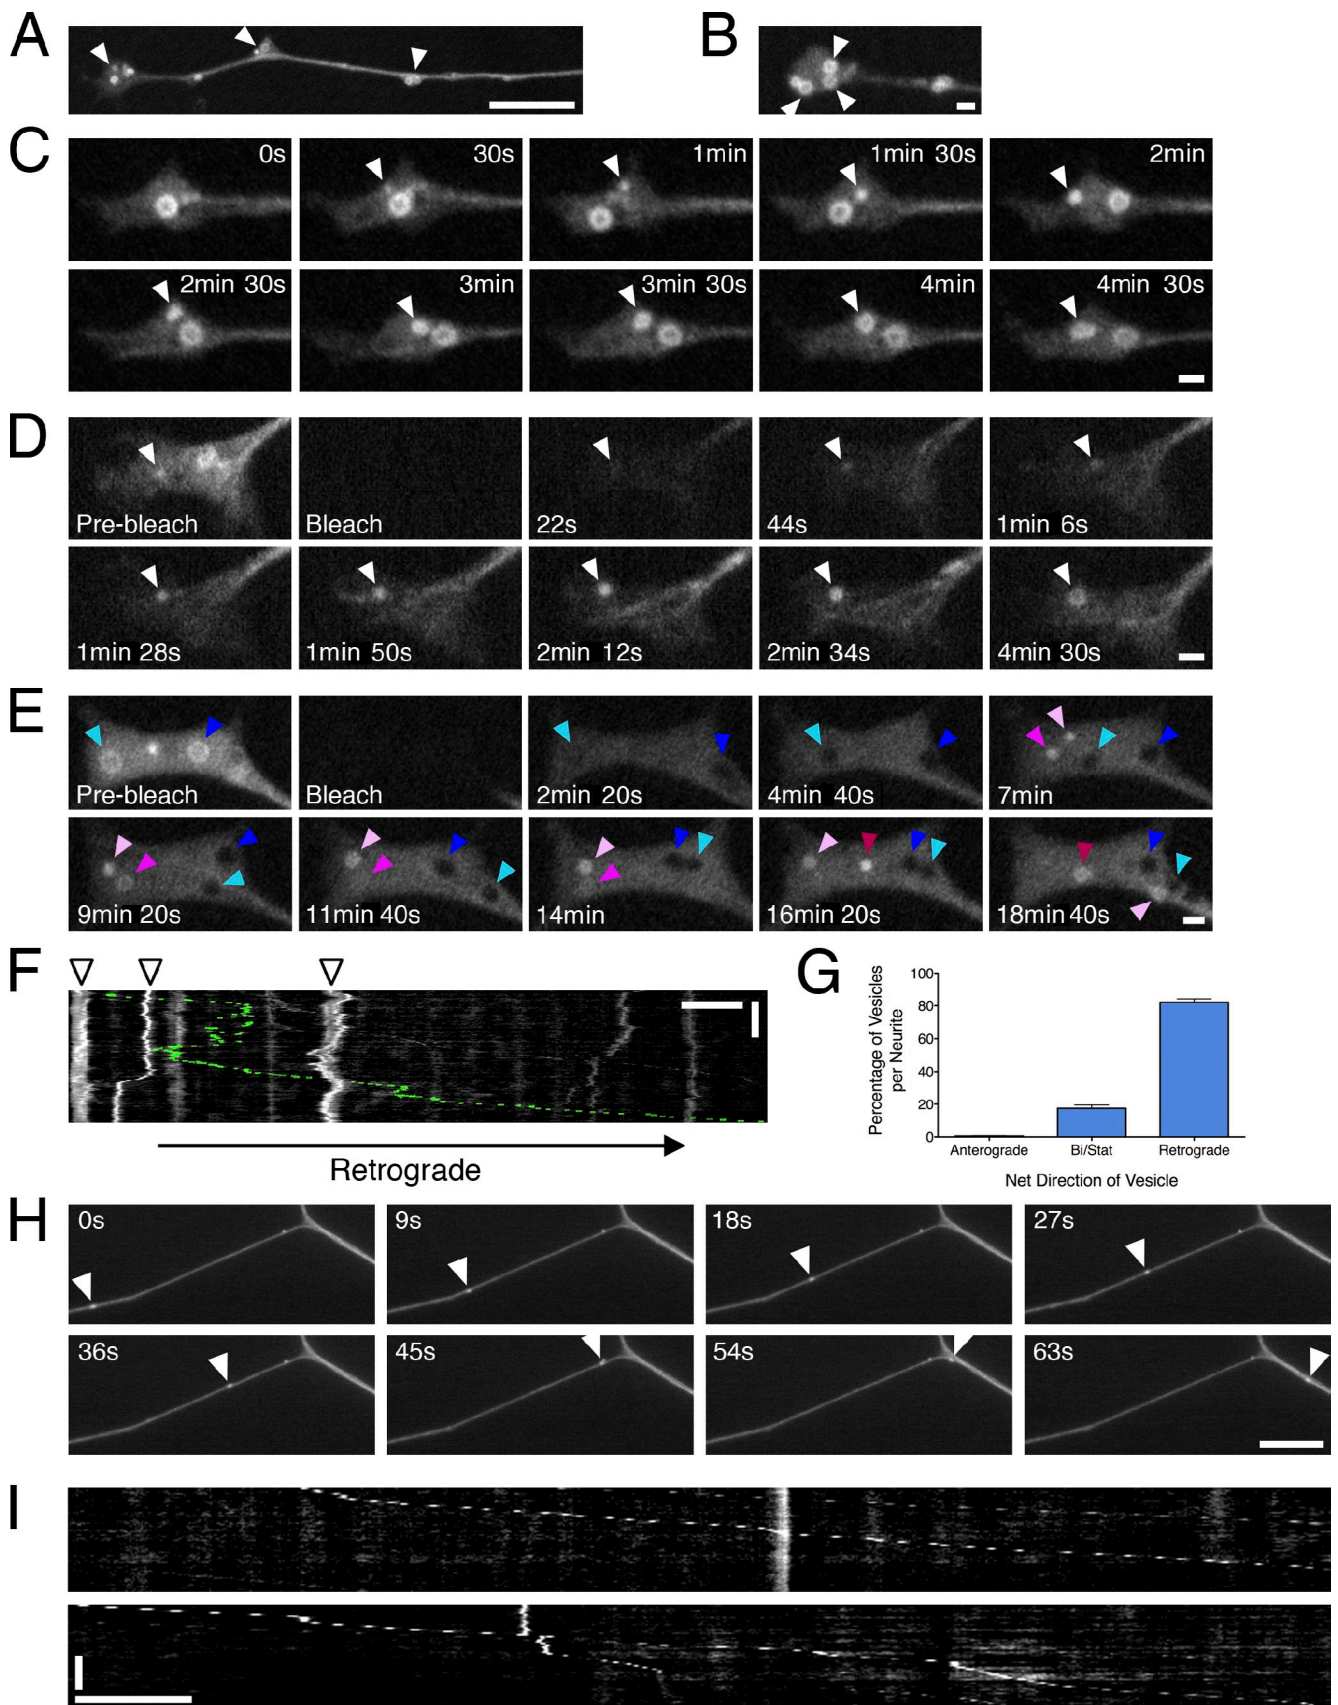 A
B
C
0s
30s
1min
1min 30s
2min
2min 30s
3min
3min 30s
4min
4min 30s
D
Pre-bleach
Bleach
22s
44s
1min 6s
1min 28s
1min 50s
2min 12s
2min 34s
4min 30s
E
Pre-bleach
Bleach
2min 20s
4min 40s
7min
9min 20s
11min 40s
14min
16min 20s
18min 40s
F
Retrograde
G
Percentage of Vesicles
per Neurite
100
80
60
40
20
0
Anterograde
Bi/Stat
Retrograde
Net Direction of Vesicle
H
0s
9s
18s
27s
36s
45s
54s
63s
I